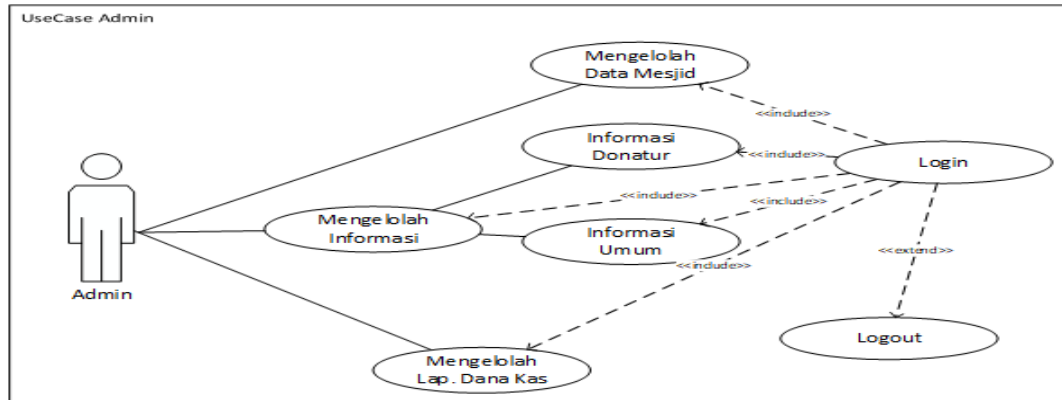 UseCase Admin
Mengelolah
Data Mesjid
<<include>>
Informasi
Donatur
<<include>>
Login
<<include>>
<<include>>
Mengelolah
Informasi
Informasi
Umum
<<include>>
<<extend>>
Admin
Logout
Mengelolah
Lap. Dana Kas